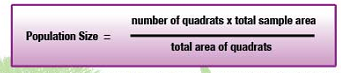 number of quadrats x total sample area
Population Size =
total area of quadrats